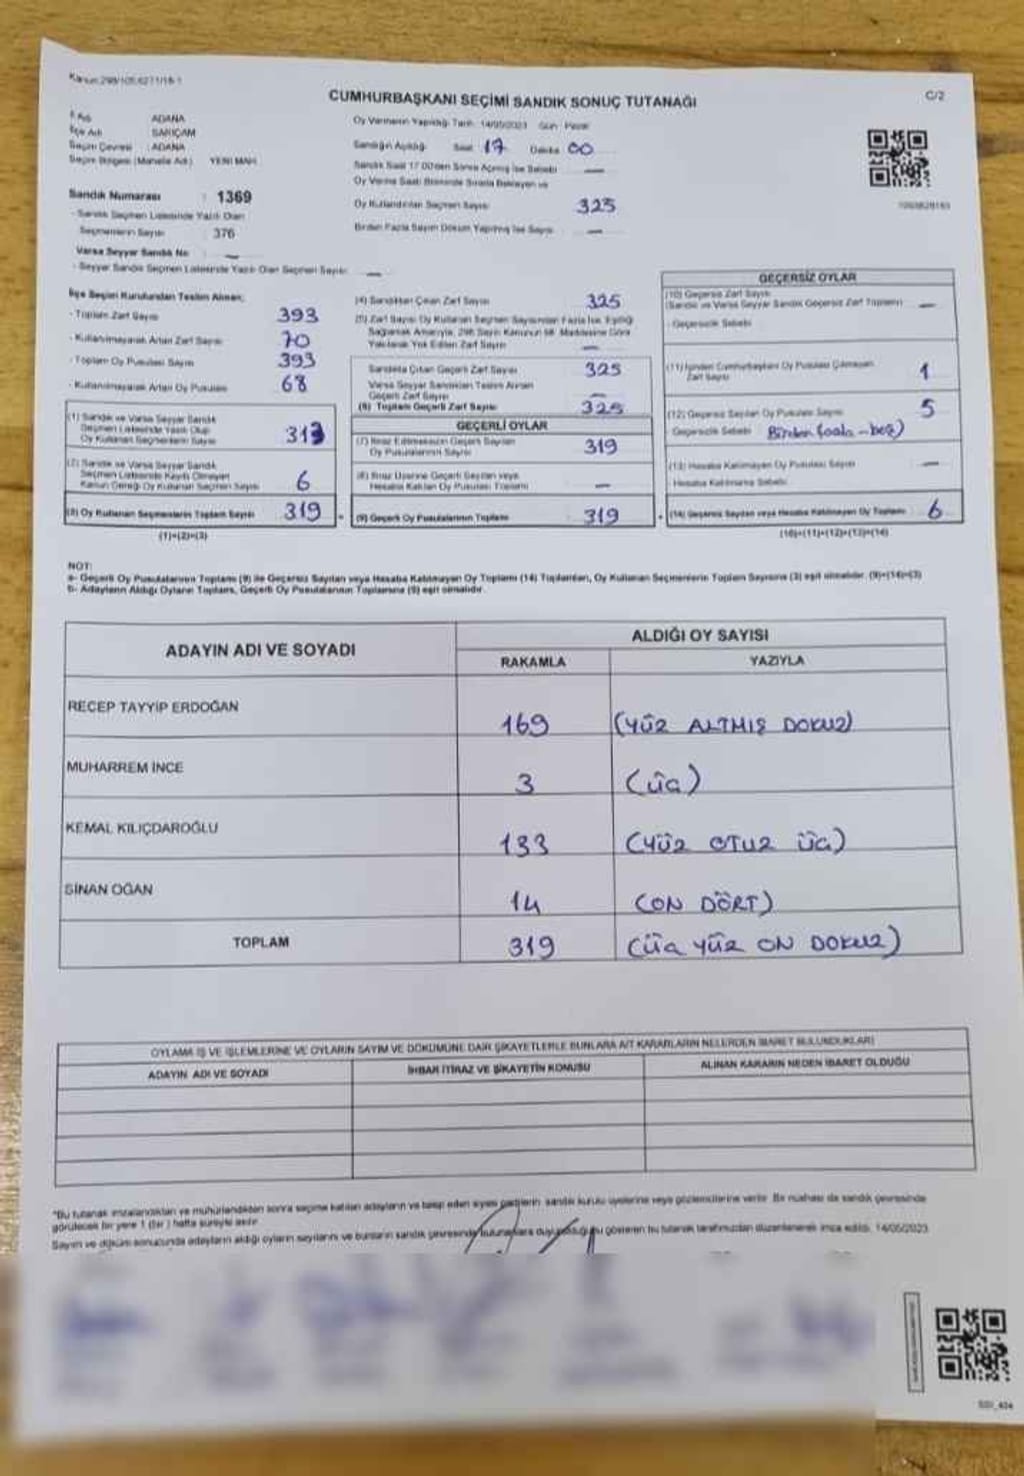 Kanun:298/105,6271/18-1
CUMHURBAŞKANI SEÇİMİ SANDIK SONUÇ TUTANAĞI
C/2
İl Adı ADANA
İlçe Adı SARIÇAM
Seçim Çevresi : ADANA
Seçim Bölgesi (Mahalle Adı) YENİ MAH
Oy Vermenin Yapıldığı Tarih: 14/05/2023 Gün: Pazar
Sandığın Açıldığı Saat 17 Dakika 00
Sandık Saat 17.00'den Sonra Açılmış İse Sebebi —
Oy Verme Saati Bitiminde Sırada Bekleyen ve
Oy Kullandırılan Seçmen Sayısı 325
Birden Fazla Sayım Döküm Yapılmış İse Sayısı —
Sandık Numarası : 1369
- Sandık Seçmen Listesinde Yazılı Olan
Seçmenlerin Sayısı : 376
Varsa Seyyar Sandık No —
- Seyyar Sandık Seçmen Listesinde Yazılı Olan Seçmen Sayısı: —
İlçe Seçim Kurulundan Teslim Alınan;
- Toplam Zarf Sayısı 393
- Kullanılmayarak Artan Zarf Sayısı 70
- Toplam Oy Pusulası Sayısı 393
- Kullanılmayarak Artan Oy Pusulası 68
(1) Sandık ve Varsa Seyyar Sandık
Seçmen Listesinde Yazılı Olup
Oy Kullanan Seçmenlerin Sayısı 313
(2) Sandık ve Varsa Seyyar Sandık
Seçmen Listesinde Kaydı Olmayan
Kanun Gereği Oy Kullanan Seçmen Sayısı 6
(3) Oy Kullanan Seçmenlerin Toplam Sayısı 319
(1)+(2)=(3)
(4) Sandıktan Çıkan Zarf Sayısı 325
(5) Zarf Sayısı Oy Kullanan Seçmen Sayısından Fazla İse, Eşitliği
Sağlamak Amacıyla, 298 Sayılı Kanunun 98. Maddesine Göre
Yakılarak Yok Edilen Zarf Sayısı —
Sandıkta Çıkan Geçerli Zarf Sayısı 325
Varsa Seyyar Sandıktan Teslim Alınan
Geçerli Zarf Sayısı —
(6) Toplam Geçerli Zarf Sayısı 325
GEÇERLİ OYLAR
(7) İtiraz Edilmeksizin Geçerli Sayılan
Oy Pusulalarının Sayısı 319
(8) İtiraz Üzerine Geçerli Sayılan veya
Hesaba Katılan Oy Pusulası Toplamı —
(9) Geçerli Oy Pusulalarının Toplamı 319
GEÇERSİZ OYLAR
(10) Geçersiz Zarf Sayısı
(Sandık ve Varsa Seyyar Sandık Geçersiz Zarf Toplamı) —
- Geçersizlik Sebebi
(11) İçinden Cumhurbaşkanı Oy Pusulası Çıkmayan
Zarf Sayısı 1
(12) Geçersiz Sayılan Oy Pusulası Sayısı 5
Geçersizlik Sebebi Birden fazla -beş)
(13) Hesaba Katılmayan Oy Pusulası Sayısı —
Hesaba Katılmama Sebebi
(14) Geçersiz Sayılan veya Hesaba Katılmayan Oy Toplamı 6
(10)+(11)+(12)+(13)=(14)
NOT:
a- Geçerli Oy Pusulalarının Toplamı (9) ile Geçersiz Sayılan veya Hesaba Katılmayan Oy Toplamı (14) Toplamları, Oy Kullanan Seçmenlerin Toplam Sayısına (3) eşit olmalıdır. (9)+(14)=(3)
b- Adayların Aldığı Oyların Toplamı, Geçerli Oy Pusulalarının Toplamına (9) eşit olmalıdır.
ADAYIN ADI VE SOYADI
ALDIĞI OY SAYISI
RAKAMLA YAZIYLA
RECEP TAYYİP ERDOĞAN 169 (YÜZ ALTMIŞ DOKUZ)
MUHARREM İNCE 3 (ÜÇ)
KEMAL KILIÇDAROĞLU 133 (YÜZ OTUZ ÜÇ)
SİNAN OĞAN 14 (ON DÖRT)
TOPLAM 319 (ÜÇ YÜZ ON DOKUZ)
OYLAMA İŞ VE İŞLEMLERİNE VE OYLARIN SAYIM VE DÖKÜMÜNE DAİR ŞİKAYETLERLE BUNLARA AİT KARARLARIN NELERDEN İBARET BULUNDUKLARI
ADAYIN ADI VE SOYADI İHBAR İTİRAZ VE ŞİKAYETİN KONUSU ALINAN KARARIN NEDEN İBARET OLDUĞU
*Bu tutanak imzalandıktan ve mühürlendikten sonra seçime katılan adayların ve talep eden siyasi partilerin sandık kurulu üyelerine veya gözlemcilerine verilir. Bir nüshası da sandık çevresinde
görülecek bir yere 1 (bir) hafta süreyle asılır.
Sayım ve döküm sonucunda adayların aldığı oyların sayılarını ve bunların sandık çevresinde bulunanlara duyurulduğunu gösteren bu tutanak tarafımızdan düzenlenerek imza edildi. 14/05/2023